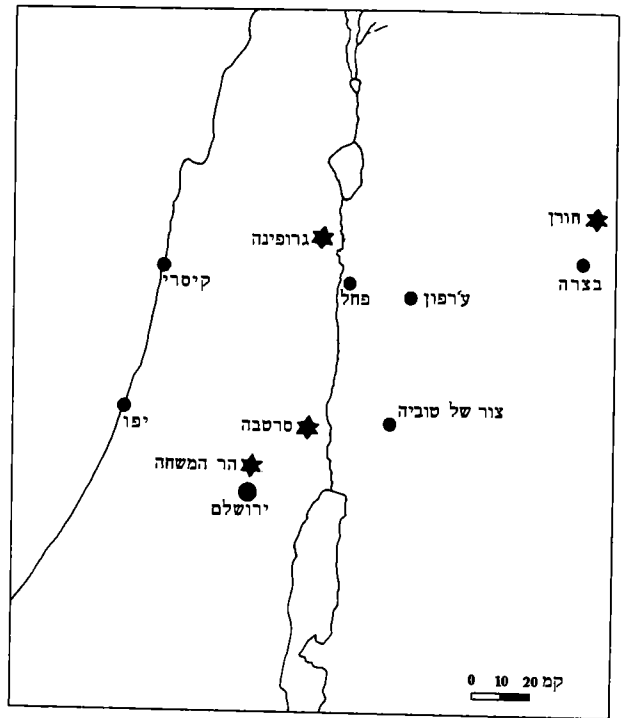 חורן
גרופינה
בצרה
קיסרי
פחל
ע'רפון
צור של טוביה
יפו
סרטבה
הר המשחה
ירושלם
0 10 20 קמ